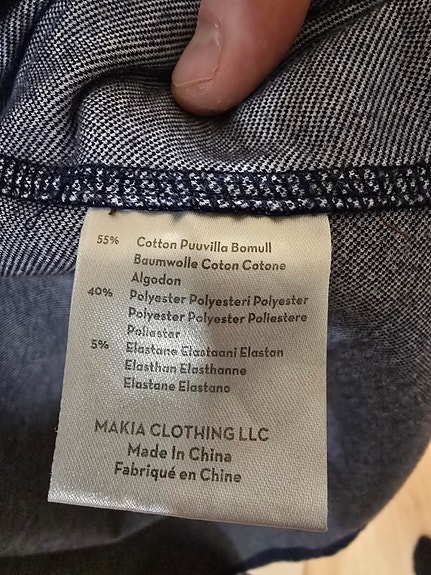 55% Cotton Puuvilla Bomull
Baumwolle Coton Cotone
Algodon
40% Polyester Polyesteri Polyester
Polyester Polyester Poliestere
Poliester
5% Elastane Elastaani Elastan
Elasthan Elasthanne
Elastane Elastano
MAKIA CLOTHING LLC
Made In China
Fabriqué en Chine